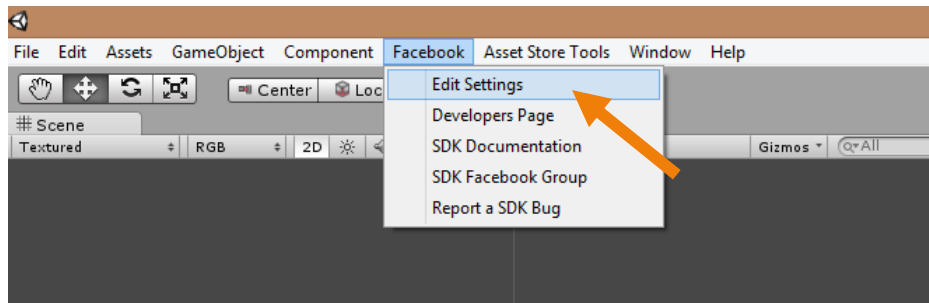 File Edit Assets GameObject Component Facebook Asset Store Tools Window Help
Center Loc
Edit Settings
Developers Page
# Scene
Textured RGB 2D Gizmos All
SDK Documentation
SDK Facebook Group
Report a SDK Bug